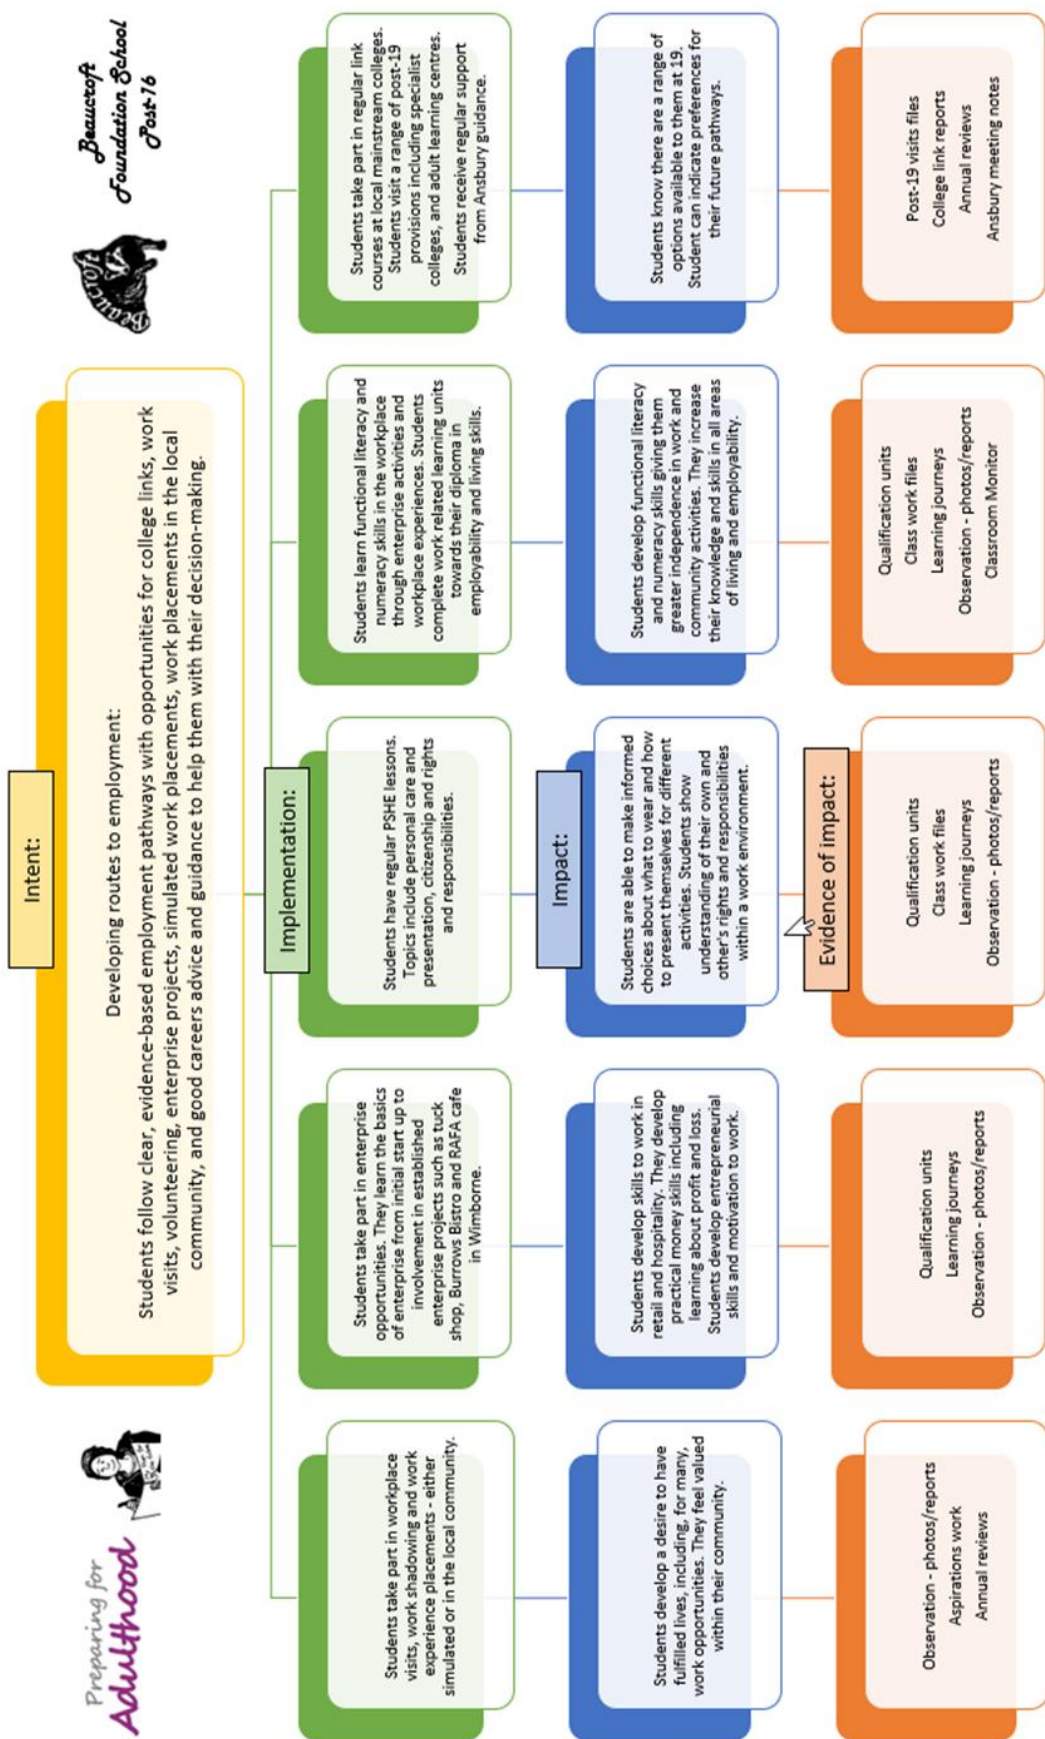 Preparing for
Adulthood
Beaucroft
Beaucroft
Foundation School
Post-16
Intent:
Developing routes to employment:
Students follow clear, evidence-based employment pathways with opportunities for college links, work
visits, volunteering, enterprise projects, simulated work placements, work placements in the local
community, and good careers advice and guidance to help them with their decision-making.
Implementation:
Students take part in workplace
visits, work shadowing and work
experience placements - either
simulated or in the local community.
Students take part in enterprise
opportunities. They learn the basics
of enterprise from initial start up to
involvement in established
enterprise projects such as tuck
shop, Burrows Bistro and RAFA cafe
in Wimborne.
Students have regular PSHE lessons.
Topics include personal care and
presentation, citizenship and rights
and responsibilities.
Students learn functional literacy and
numeracy skills in the workplace
through enterprise activities and
workplace experiences. Students
complete work related learning units
towards their diploma in
employability and living skills.
Students take part in regular link
courses at local mainstream colleges.
Students visit a range of post-19
provisions including specialist
colleges, and adult learning centres.
Students receive regular support
from Ansbury guidance.
Impact:
Students develop a desire to have
fulfilled lives, including, for many,
work opportunities. They feel valued
within their community.
Students develop skills to work in
retail and hospitality. They develop
practical money skills including
learning about profit and loss.
Students develop entrepreneurial
skills and motivation to work.
Students are able to make informed
choices about what to wear and how
to present themselves for different
activities. Students show
understanding of their own and
other's rights and responsibilities
within a work environment.
Students develop functional literacy
and numeracy skills giving them
greater independence in work and
community activities. They increase
their knowledge and skills in all areas
of living and employability.
Students know there are a range of
options available to them at 19.
Student can indicate preferences for
their future pathways.
Evidence of impact:
Observation - photos/reports
Aspirations work
Annual reviews
Qualification units
Learning journeys
Observation - photos/reports
Qualification units
Class work files
Learning journeys
Observation - photos/reports
Qualification units
Class work files
Learning journeys
Observation - photos/reports
Classroom Monitor
Post-19 visits files
College link reports
Annual reviews
Ansbury meeting notes